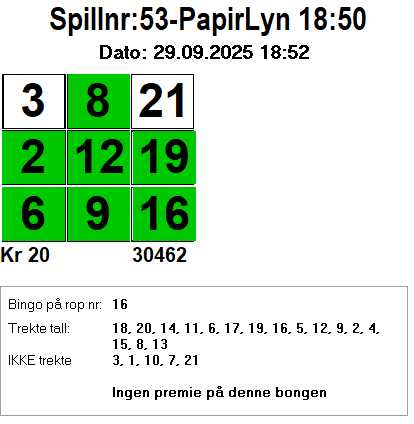 Spillnr:53-PapirLyn 18:50
Dato: 29.09.2025 18:52
3 8 21
2 12 19
6 9 16
Kr 20 30462
Bingo på rop nr: 16
Trekte tall: 18, 20, 14, 11, 6, 17, 19, 16, 5, 12, 9, 2, 4,
15, 8, 13
IKKE trekte 3, 1, 10, 7, 21
Ingen premie på denne bongen